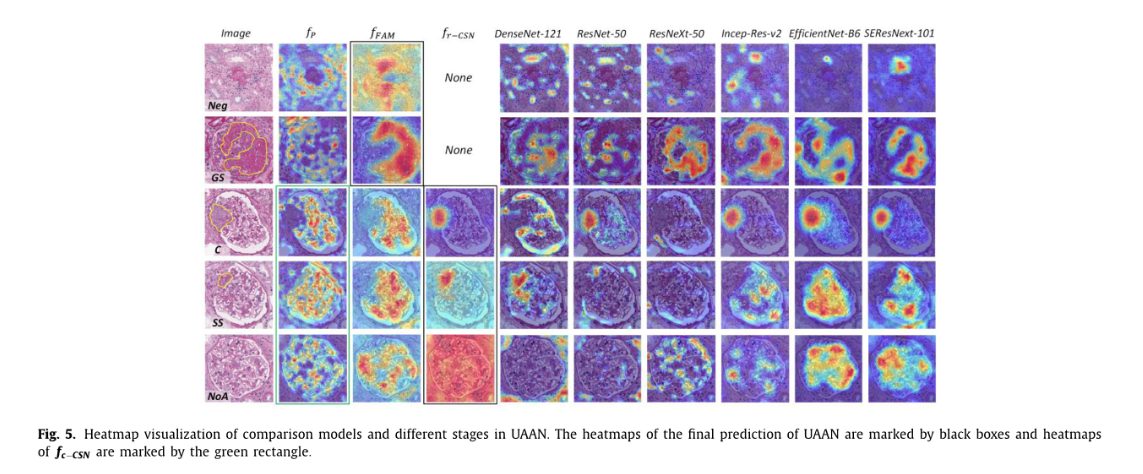 Image f_P f_FAM f_r−CSN DenseNet-121 ResNet-50 ResNeXt-50 Incep-Res-v2 EfficientNet-B6 SEResNext-101
Neg None
GS None
C
SS
NoA
Fig. 5. Heatmap visualization of comparison models and different stages in UAAN. The heatmaps of the final prediction of UAAN are marked by black boxes and heatmaps
of f_c−CSN are marked by the green rectangle.